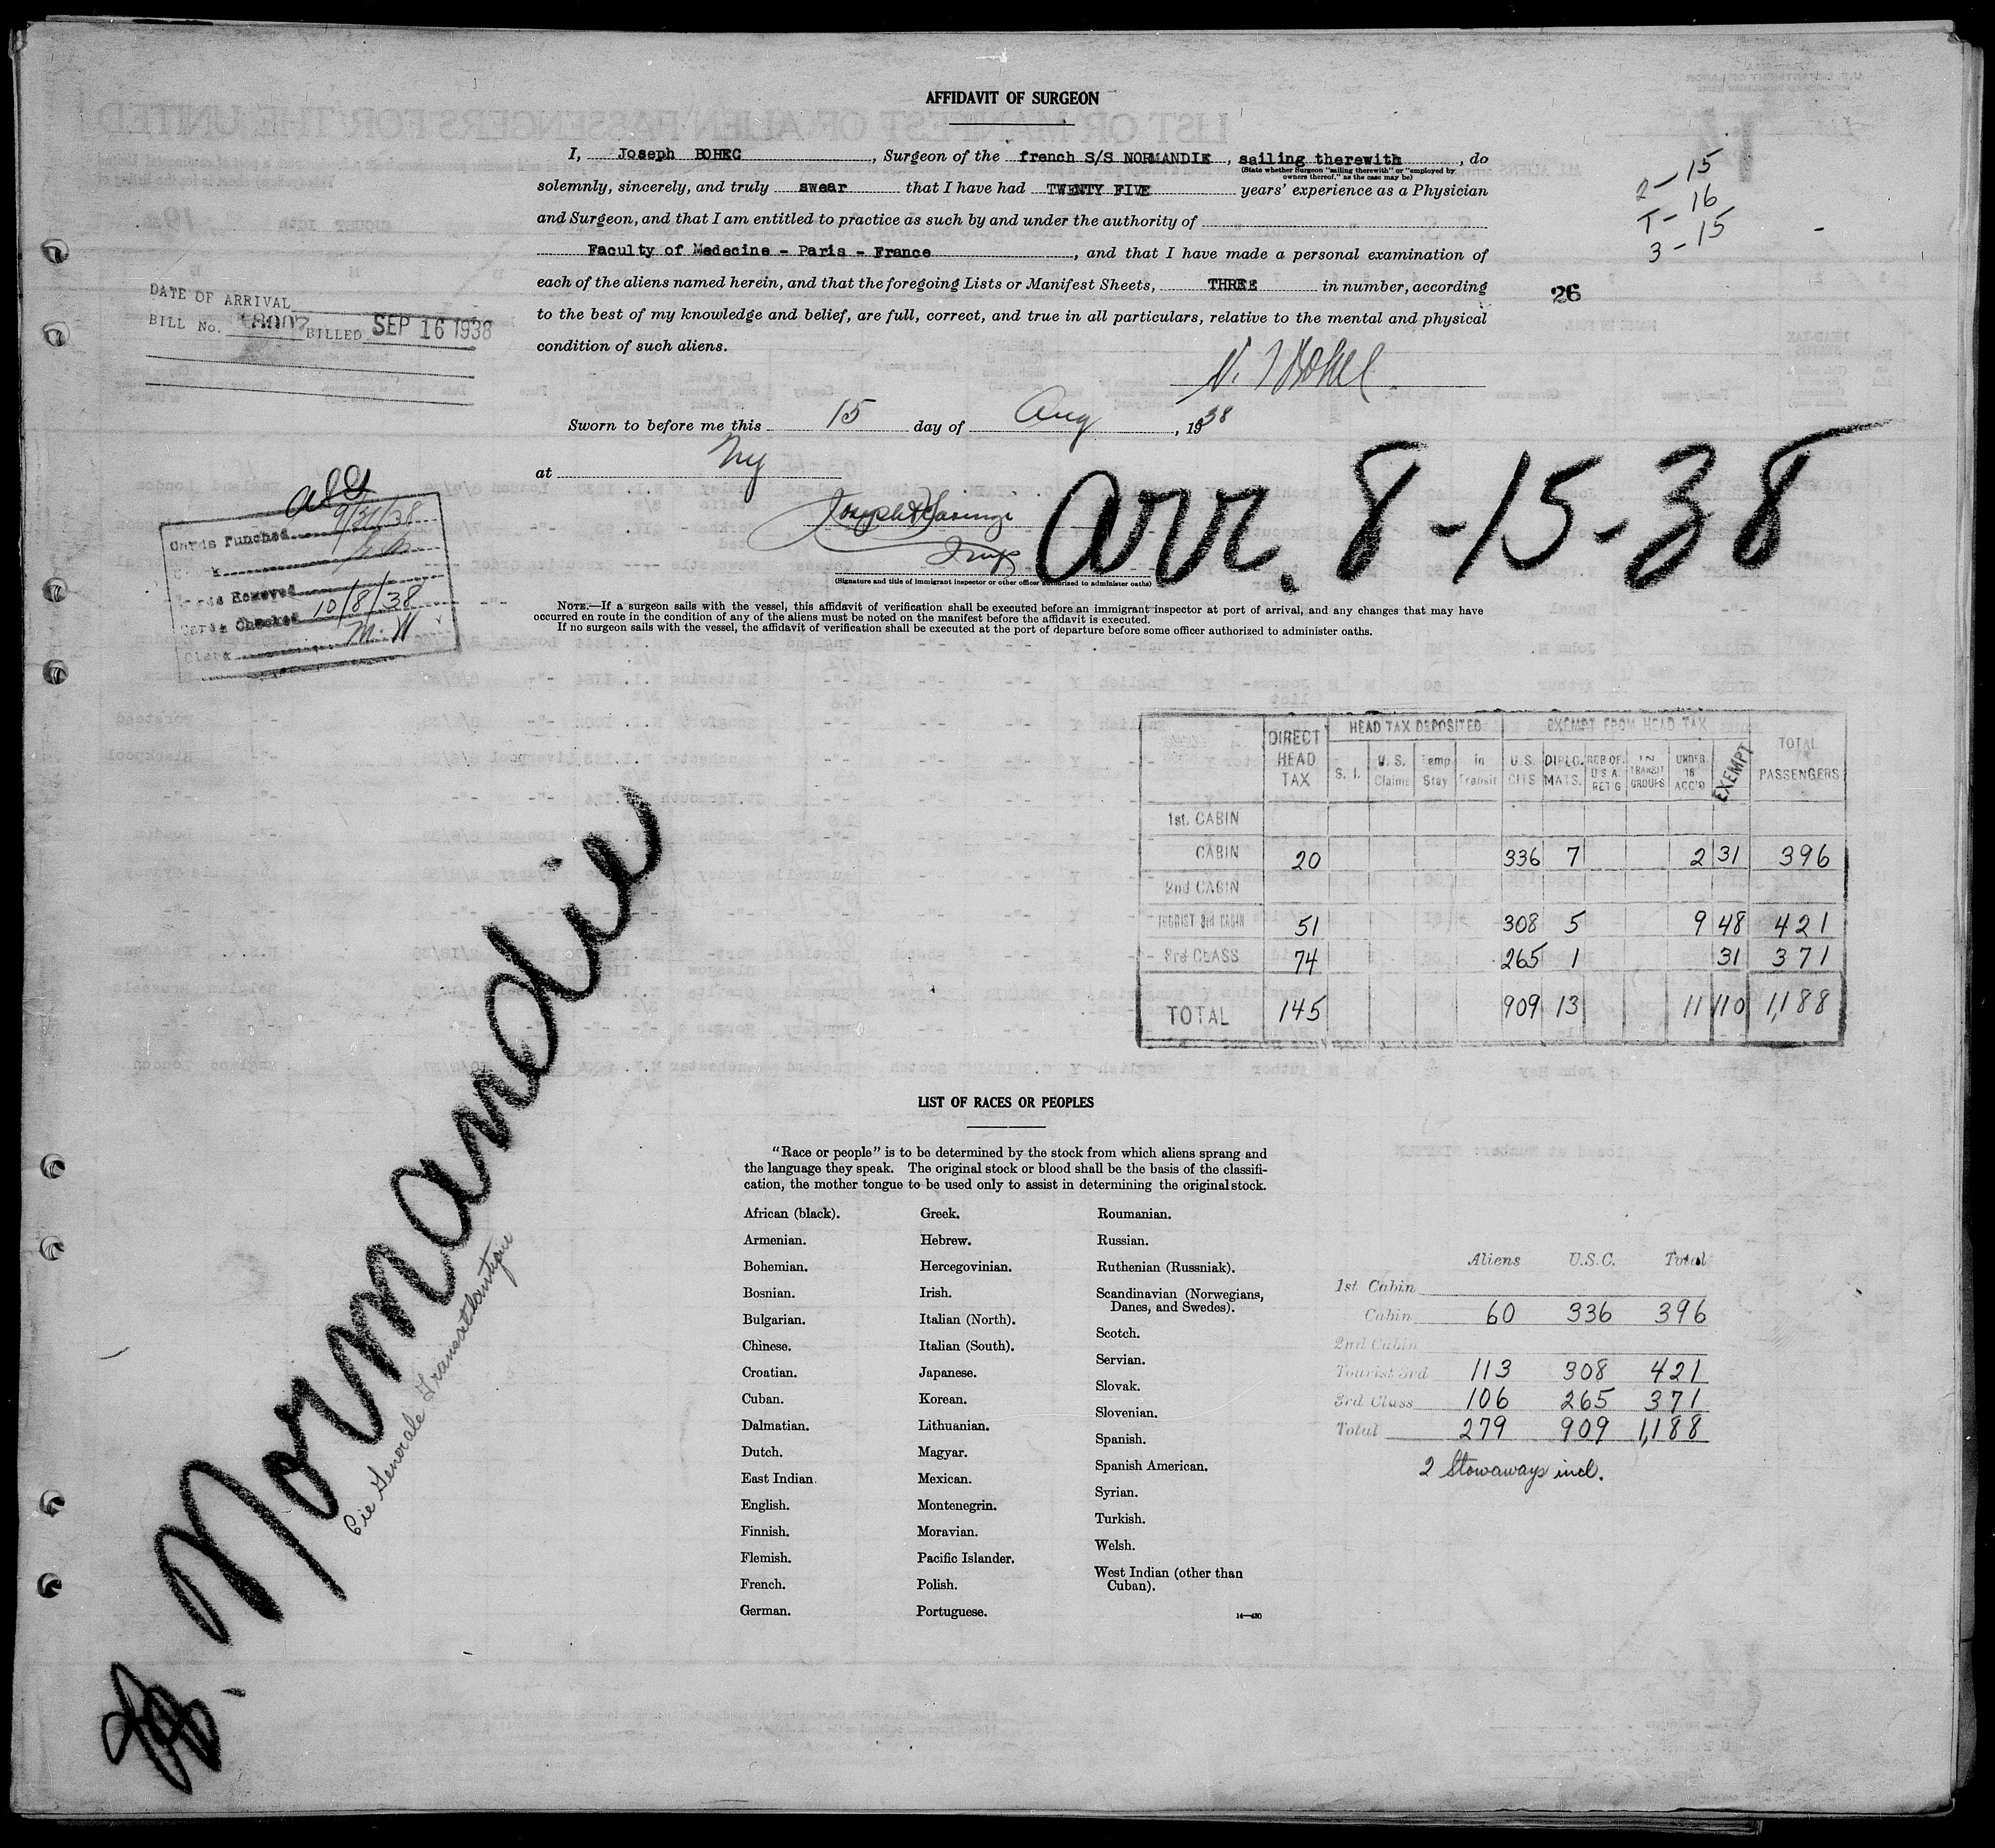 AFFIDAVIT OF SURGEON
I, Joseph BOHEC, Surgeon of the french S/S NORMANDIE, sailing therewith, do
(State whether Surgeon "sailing therewith" or "employed by
owners thereof," as the case may be)
solemnly, sincerely, and truly swear that I have had TWENTY FIVE years' experience as a Physician
and Surgeon, and that I am entitled to practice as such by and under the authority of
Faculty of Medecine - Paris - France, and that I have made a personal examination of
each of the aliens named herein, and that the foregoing Lists or Manifest Sheets, THREE in number, according
to the best of my knowledge and belief, are full, correct, and true in all particulars, relative to the mental and physical
condition of such aliens.
2-15
T-16
3-15
26
DATE OF ARRIVAL
BILL No. BILLED SEP 16 1938
Sworn to before me this 15 day of Aug, 1938
at NY
Arr. 8-15-38
(Signature and title of immigrant inspector or other officer authorized to administer oaths)
Cards Punched 9/21/38
Clerk
Cards Removed
Cards Checked 10/8/38
Clerk M.W
NOTE.—If a surgeon sails with the vessel, this affidavit of verification shall be executed before an immigrant inspector at port of arrival, and any changes that may have
occurred en route in the condition of any of the aliens must be noted on the manifest before the affidavit is executed.
If no surgeon sails with the vessel, the affidavit of verification shall be executed at the port of departure before some officer authorized to administer oaths.
DIRECT HEAD TAX HEAD TAX DEPOSITED EXEMPT FROM HEAD TAX TOTAL PASSENGERS
S. I. U. S. Claims Temp Stay In Transit U.S. CITS DIPLO. MATS. REP OF. U S A. RET'G IN TRANSIT GROUPS UNDER 16 ACC'D EXEMPT
1st. CABIN
CABIN 20 336 7 2 31 396
2nd CABIN
TOURIST 3rd CABIN 51 308 5 9 48 421
3rd CLASS 74 265 1 31 371
TOTAL 145 909 13 11 110 1,188
Normandie
Cie Generale Transatlantique
LIST OF RACES OR PEOPLES
"Race or people" is to be determined by the stock from which aliens sprang and
the language they speak. The original stock or blood shall be the basis of the classifi-
cation, the mother tongue to be used only to assist in determining the original stock.
African (black).
Armenian.
Bohemian.
Bosnian.
Bulgarian.
Chinese.
Croatian.
Cuban.
Dalmatian.
Dutch.
East Indian.
English.
Finnish.
Flemish.
French.
German.
Greek.
Hebrew.
Hercegovinian.
Irish.
Italian (North).
Italian (South).
Japanese.
Korean.
Lithuanian.
Magyar.
Mexican.
Montenegrin.
Moravian.
Pacific Islander.
Polish.
Portuguese.
Roumanian.
Russian.
Ruthenian (Russniak).
Scandinavian (Norwegians,
Danes, and Swedes).
Scotch.
Servian.
Slovak.
Slovenian.
Spanish.
Spanish American.
Syrian.
Turkish.
Welsh.
West Indian (other than
Cuban).
14—430
Aliens U.S.C. Total
1st Cabin
Cabin 60 336 396
2nd Cabin
Tourist 3rd 113 308 421
3rd Class 106 265 371
Total 279 909 1,188
2 Stowaways incl.